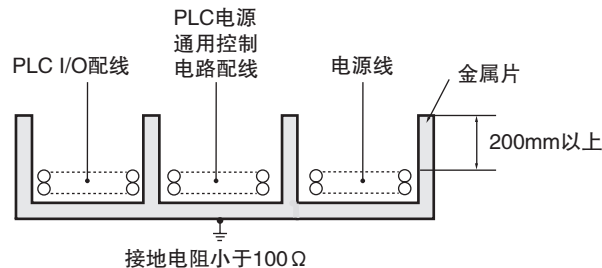 PLC电源
通用控制
电路配线
PLC I/O配线
电源线
金属片
200mm以上
接地电阻小于100Ω